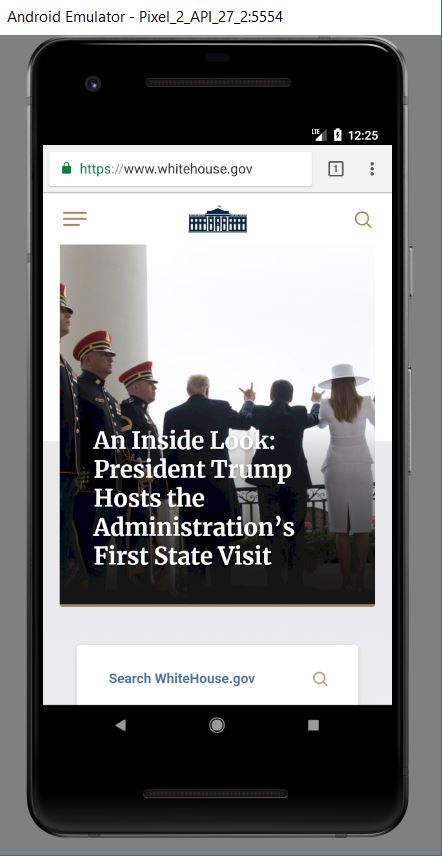 Android Emulator - Pixel_2_API_27_2:5554
LTE 12:25
https://www.whitehouse.gov
1
An Inside Look:
President Trump
Hosts the
Administration’s
First State Visit
Search WhiteHouse.gov